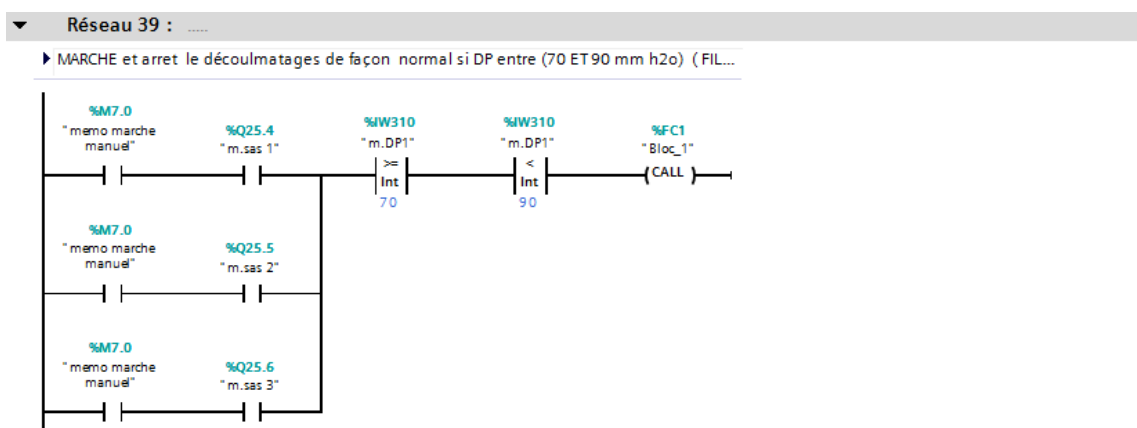 Réseau 39 : .....
MARCHE et arret le découlmatages de façon normal si DP entre (70 ET 90 mm h2o) ( FIL...
%M7.0
"memo marche
manuel"
%Q25.4
"m.sas 1"
%IW310
"m.DP1"
>=
Int
70
%IW310
"m.DP1"
<
Int
90
%FC1
"Bloc_1"
CALL
%M7.0
"memo marche
manuel"
%Q25.5
"m.sas 2"
%M7.0
"memo marche
manuel"
%Q25.6
"m.sas 3"